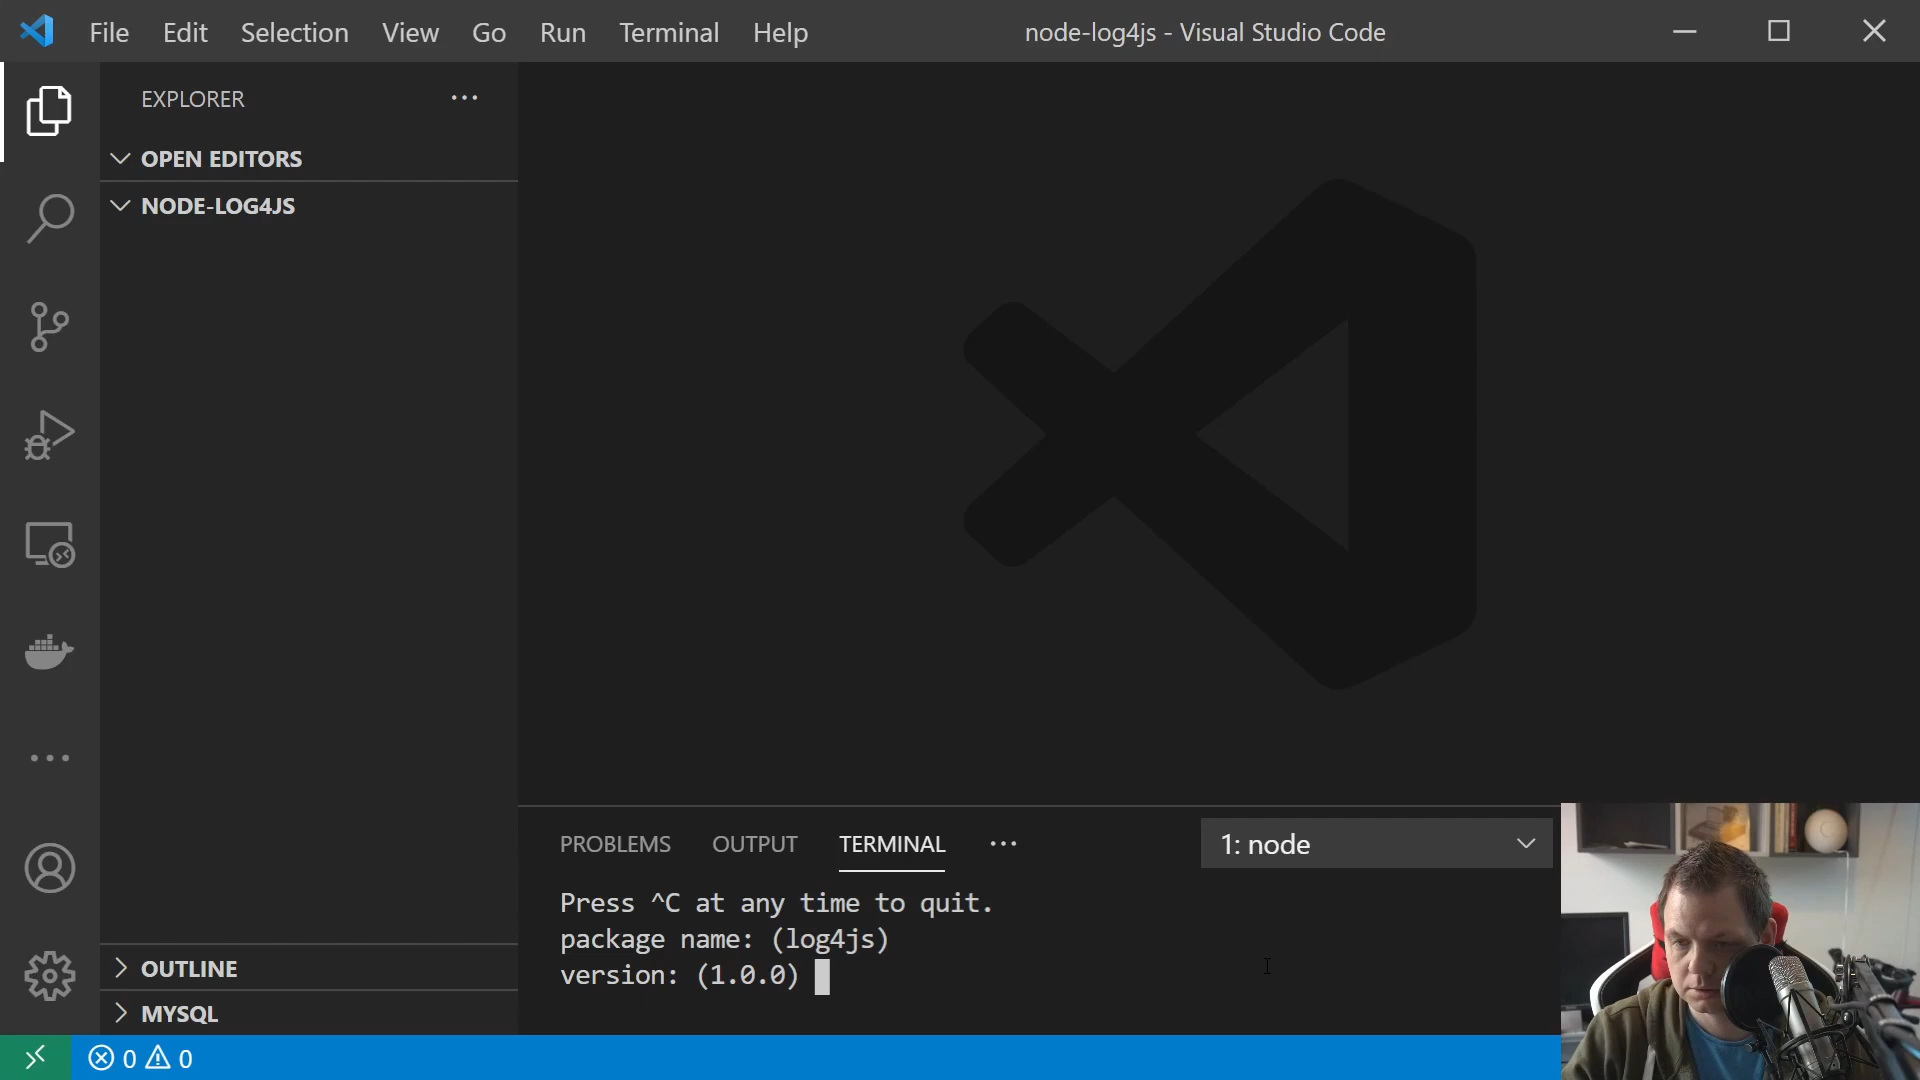 File Edit Selection View Go Run Terminal Help
node-log4js - Visual Studio Code
EXPLORER
OPEN EDITORS
NODE-LOG4JS
OUTLINE
MYSQL
PROBLEMS OUTPUT TERMINAL
1: node
Press ^C at any time to quit.
package name: (log4js)
version: (1.0.0)
0 0